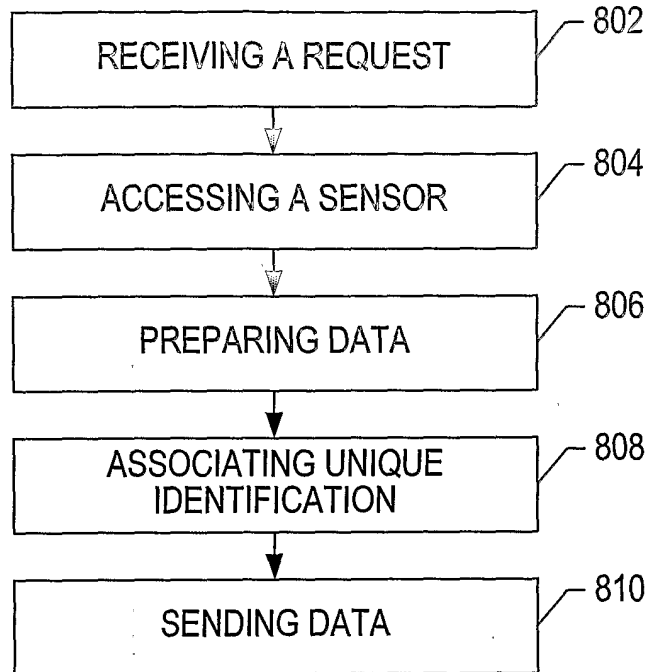 RECEIVING A REQUEST
802
ACCESSING A SENSOR
804
PREPARING DATA
806
ASSOCIATING UNIQUE
IDENTIFICATION
808
SENDING DATA
810